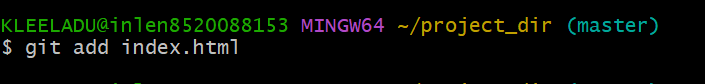 KLEELADU@inlen8520088153 MINGW64 ~/project_dir (master)
$ git add index.html